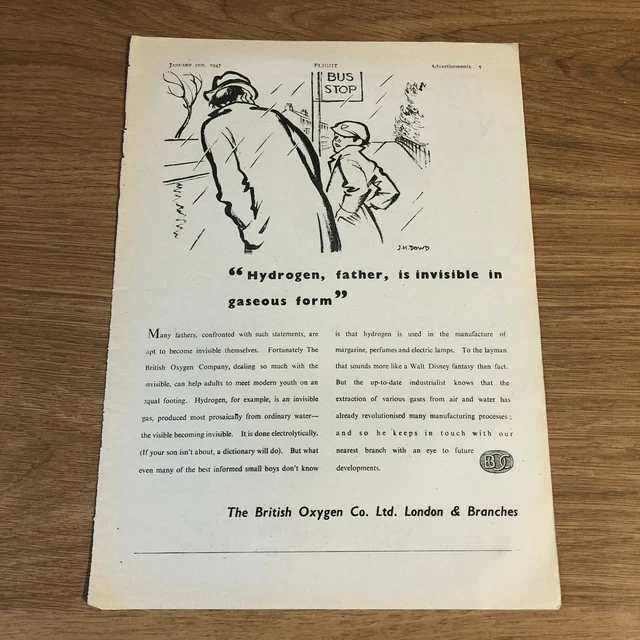 January 2nd, 1947 FLIGHT Advertisements. 5
BUS
STOP
J.H.DOWD
“Hydrogen, father, is invisible in
gaseous form”
Many fathers, confronted with such statements, are
apt to become invisible themselves. Fortunately The
British Oxygen Company, dealing so much with the
invisible, can help adults to meet modern youth on an
equal footing. Hydrogen, for example, is an invisible
gas, produced most prosaically from ordinary water—
the visible becoming invisible. It is done electrolytically.
(If your son isn't about, a dictionary will do). But what
even many of the best informed small boys don't know
is that hydrogen is used in the manufacture of
margarine, perfumes and electric lamps. To the layman
that sounds more like a Walt Disney fantasy than fact.
But the up-to-date industrialist knows that the
extraction of various gases from air and water has
already revolutionised many manufacturing processes;
and so he keeps in touch with our
nearest branch with an eye to future
developments.
BOC
The British Oxygen Co. Ltd. London & Branches